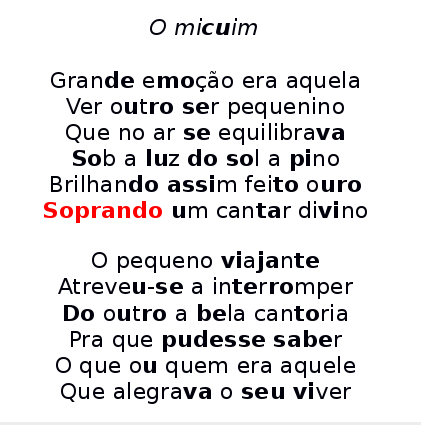 O micuim
Grande emoção era aquela
Ver outro ser pequenino
Que no ar se equilibrava
Sob a luz do sol a pino
Brilhando assim feito ouro
Soprando um cantar divino
O pequeno viajante
Atreveu-se a interromper
Do outro a bela cantoria
Pra que pudesse saber
O que ou quem era aquele
Que alegrava o seu viver